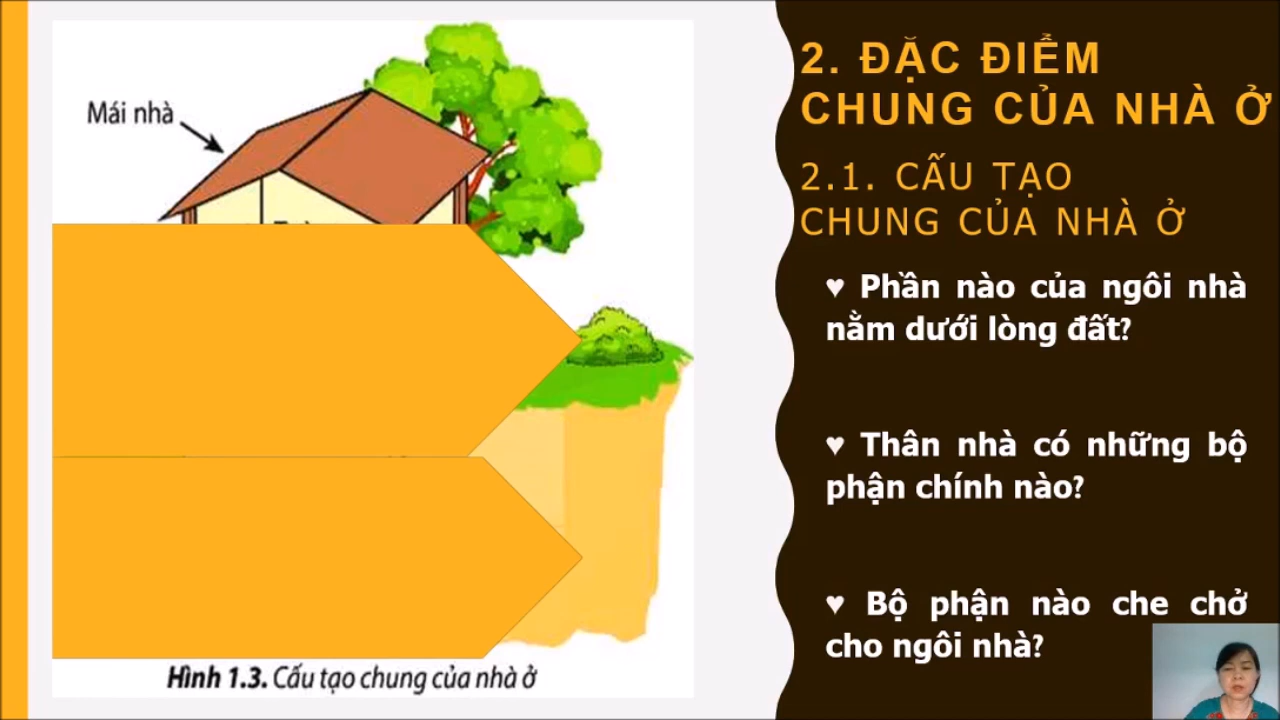 Mái nhà
Hình 1.3. Cấu tạo chung của nhà ở
2. ĐẶC ĐIỂM
CHUNG CỦA NHÀ Ở
2.1. CẤU TẠO
CHUNG CỦA NHÀ Ở
♥ Phần nào của ngôi nhà
nằm dưới lòng đất?
♥ Thân nhà có những bộ
phận chính nào?
♥ Bộ phận nào che chở
cho ngôi nhà?